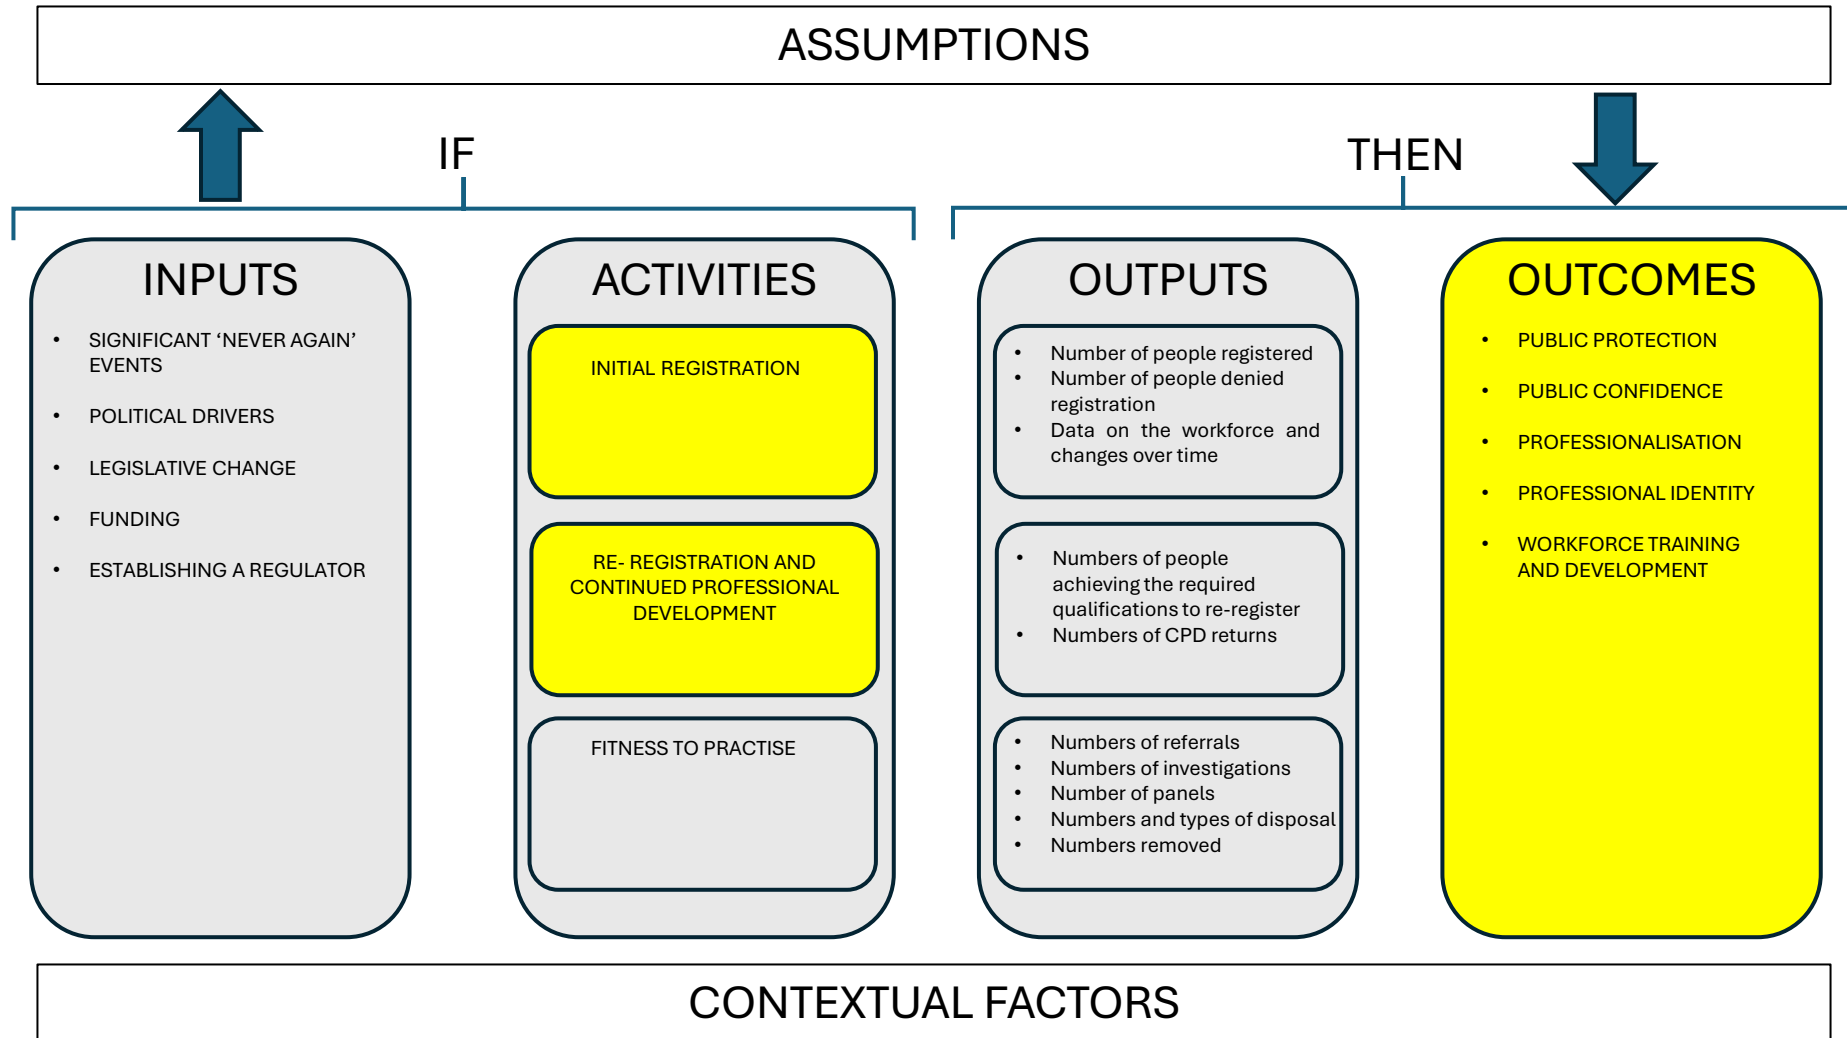 ASSUMPTIONS
IF
THEN
INPUTS
• SIGNIFICANT ‘NEVER AGAIN’
EVENTS
• POLITICAL DRIVERS
• LEGISLATIVE CHANGE
• FUNDING
• ESTABLISHING A REGULATOR
ACTIVITIES
INITIAL REGISTRATION
RE- REGISTRATION AND
CONTINUED PROFESSIONAL
DEVELOPMENT
FITNESS TO PRACTISE
OUTPUTS
• Number of people registered
• Number of people denied
registration
• Data on the workforce and
changes over time
• Numbers of people
achieving the required
qualifications to re-register
• Numbers of CPD returns
• Numbers of referrals
• Numbers of investigations
• Number of panels
• Numbers and types of disposal
• Numbers removed
OUTCOMES
• PUBLIC PROTECTION
• PUBLIC CONFIDENCE
• PROFESSIONALISATION
• PROFESSIONAL IDENTITY
• WORKFORCE TRAINING
AND DEVELOPMENT
CONTEXTUAL FACTORS